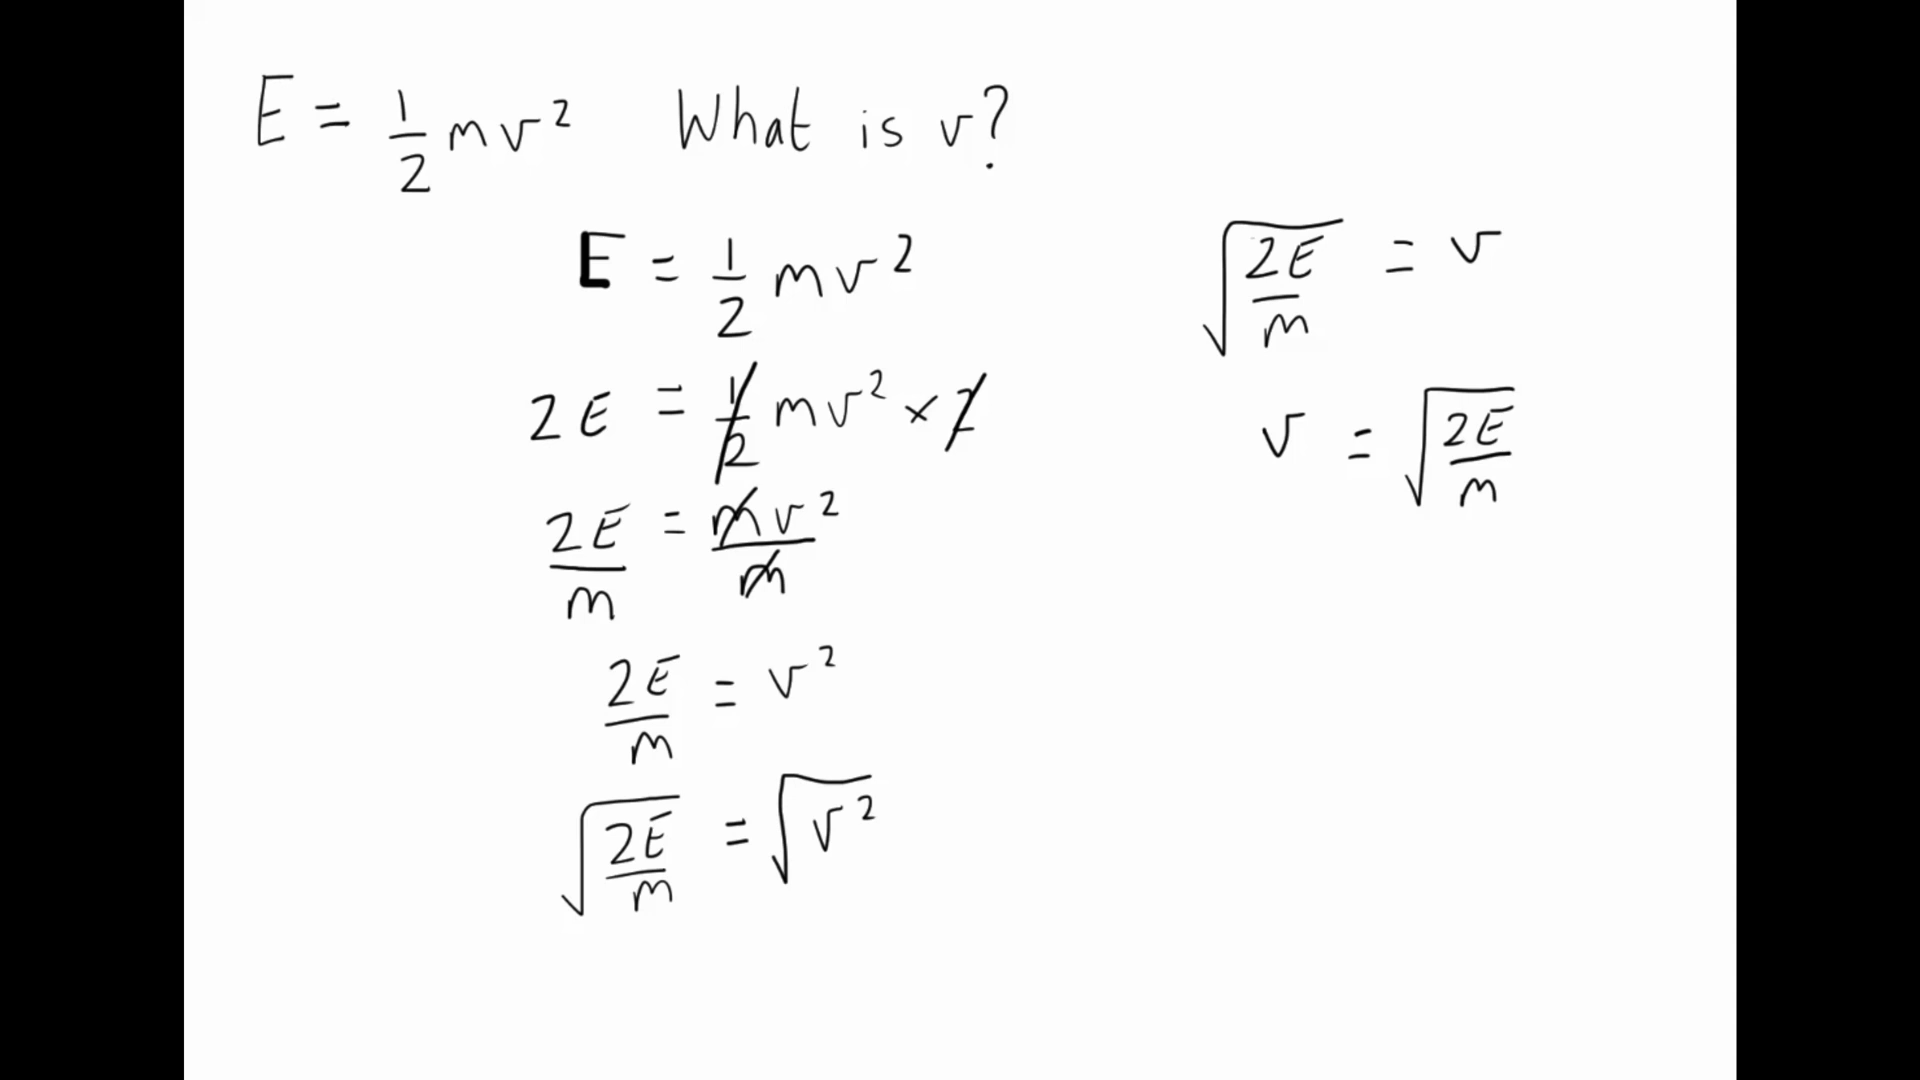 E = 1/2 mv² What is v?
E = 1/2 mv²
2E = 1/2 mv² × 2
2E/m = mv²/m
2E/m = v²
√(2E/m) = √(v²)
√(2E/m) = v
v = √(2E/m)